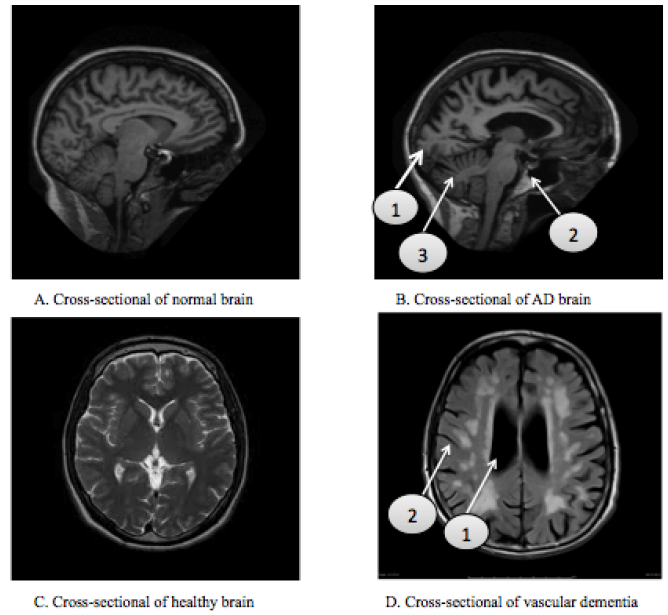 1
3
2
A. Cross-sectional of normal brain
B. Cross-sectional of AD brain
2
1
C. Cross-sectional of healthy brain
D. Cross-sectional of vascular dementia